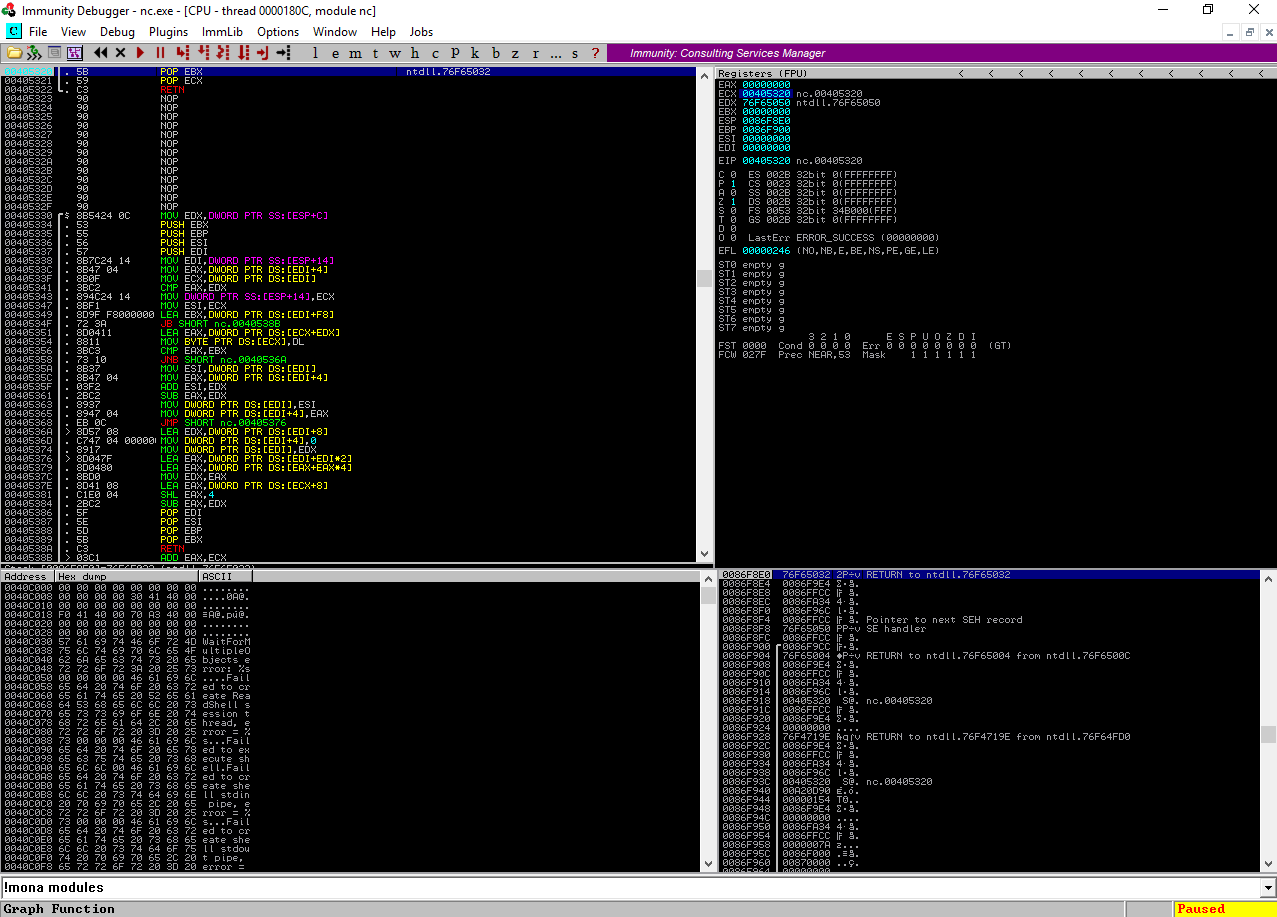 Immunity Debugger - nc.exe - [CPU - thread 0000180C, module nc]
File View Debug Plugins ImmLib Options Window Help Jobs
l e m t w h c p k b z r ... s ?
Immunity: Consulting Services Manager
. 5B POP EBX ntdll.76F65032
00405321 . 59 POP ECX
00405322 . C3 RETN
00405323 90 NOP
00405324 90 NOP
00405325 90 NOP
00405326 90 NOP
00405327 90 NOP
00405328 90 NOP
00405329 90 NOP
0040532A 90 NOP
0040532B 90 NOP
0040532C 90 NOP
0040532D 90 NOP
0040532E 90 NOP
0040532F 90 NOP
00405330 $ 8B5424 0C MOV EDX,DWORD PTR SS:[ESP+C]
00405334 . 53 PUSH EBX
00405335 . 55 PUSH EBP
00405336 . 56 PUSH ESI
00405337 . 57 PUSH EDI
00405338 . 8B7C24 14 MOV EDI,DWORD PTR SS:[ESP+14]
0040533C . 8B47 04 MOV EAX,DWORD PTR DS:[EDI+4]
0040533F . 8B0F MOV ECX,DWORD PTR DS:[EDI]
00405341 . 3BC2 CMP EAX,EDX
00405343 . 894C24 14 MOV DWORD PTR SS:[ESP+14],ECX
00405347 . 8BF1 MOV ESI,ECX
00405349 . 8D9F F8000000 LEA EBX,DWORD PTR DS:[EDI+F8]
0040534F . 72 3A JB SHORT nc.0040538B
00405351 . 8D0411 LEA EAX,DWORD PTR DS:[ECX+EDX]
00405354 . 8811 MOV BYTE PTR DS:[ECX],DL
00405356 . 3BC3 CMP EAX,EBX
00405358 . 73 10 JNB SHORT nc.0040536A
0040535A . 8B37 MOV ESI,DWORD PTR DS:[EDI]
0040535C . 8B47 04 MOV EAX,DWORD PTR DS:[EDI+4]
0040535F . 03F2 ADD ESI,EDX
00405361 . 2BC2 SUB EAX,EDX
00405363 . 8937 MOV DWORD PTR DS:[EDI],ESI
00405365 . 8947 04 MOV DWORD PTR DS:[EDI+4],EAX
00405368 . EB 0C JMP SHORT nc.00405376
0040536A > 8D57 08 LEA EDX,DWORD PTR DS:[EDI+8]
0040536D . C747 04 000000 MOV DWORD PTR DS:[EDI+4],0
00405374 . 8917 MOV DWORD PTR DS:[EDI],EDX
00405376 > 8D047F LEA EAX,DWORD PTR DS:[EDI+EDI*2]
00405379 . 8D0480 LEA EAX,DWORD PTR DS:[EAX+EAX*4]
0040537C . 8BD0 MOV EDX,EAX
0040537E . 8D41 08 LEA EAX,DWORD PTR DS:[ECX+8]
00405381 . C1E0 04 SHL EAX,4
00405384 . 2BC2 SUB EAX,EDX
00405386 . 5F POP EDI
00405387 . 5E POP ESI
00405388 . 5D POP EBP
00405389 . 5B POP EBX
0040538A . C3 RETN
0040538B > 03C1 ADD EAX,ECX
Registers (FPU) < < < < < < < < < < <
EAX 00000000
ECX 00405320 nc.00405320
EDX 76F65050 ntdll.76F65050
EBX 00000000
ESP 0086F8E0
EBP 0086F900
ESI 00000000
EDI 00000000
EIP 00405320 nc.00405320
C 0 ES 002B 32bit 0(FFFFFFFF)
P 1 CS 0023 32bit 0(FFFFFFFF)
A 0 SS 002B 32bit 0(FFFFFFFF)
Z 1 DS 002B 32bit 0(FFFFFFFF)
S 0 FS 0053 32bit 34B000(FFF)
T 0 GS 002B 32bit 0(FFFFFFFF)
D 0
O 0 LastErr ERROR_SUCCESS (00000000)
EFL 00000246 (NO,NB,E,BE,NS,PE,GE,LE)
ST0 empty g
ST1 empty g
ST2 empty g
ST3 empty g
ST4 empty g
ST5 empty g
ST6 empty g
ST7 empty g
3 2 1 0 E S P U O Z D I
FST 0000 Cond 0 0 0 0 Err 0 0 0 0 0 0 0 0 (GT)
FCW 027F Prec NEAR,53 Mask 1 1 1 1 1 1
Address Hex dump ASCII
0040C000 00 00 00 00 00 00 00 00 ........
0040C008 00 00 00 00 30 41 40 00 ....0A@.
0040C010 00 00 00 00 00 00 00 00 ........
0040C018 F0 41 40 00 70 A3 40 00 ≡A@.pú@.
0040C020 00 00 00 00 00 00 00 00 ........
0040C028 00 00 00 00 00 00 00 00 ........
0040C030 57 61 69 74 46 6F 72 4D WaitForM
0040C038 75 6C 74 69 70 6C 65 4F ultipleO
0040C040 62 6A 65 63 74 73 20 65 bjects e
0040C048 72 72 6F 72 3A 20 25 73 rror: %s
0040C050 00 00 00 00 46 61 69 6C ....Fail
0040C058 65 64 20 74 6F 20 63 72 ed to cr
0040C060 65 61 74 65 20 52 65 61 eate Rea
0040C068 64 53 68 65 6C 6C 20 73 dShell s
0040C070 65 73 73 69 6F 6E 20 74 ession t
0040C078 68 72 65 61 64 2C 20 65 hread, e
0040C080 72 72 6F 72 20 3D 20 25 rror = %
0040C088 73 00 00 00 46 61 69 6C s...Fail
0040C090 65 64 20 74 6F 20 65 78 ed to ex
0040C098 65 63 75 74 65 20 73 68 ecute sh
0040C0A0 65 6C 6C 00 46 61 69 6C ell.Fail
0040C0A8 65 64 20 74 6F 20 63 72 ed to cr
0040C0B0 65 61 74 65 20 73 68 65 eate she
0040C0B8 6C 6C 20 73 74 64 69 6E ll stdin
0040C0C0 20 70 69 70 65 2C 20 65 pipe, e
0040C0C8 72 72 6F 72 20 3D 20 25 rror = %
0040C0D0 73 00 00 00 46 61 69 6C s...Fail
0040C0D8 65 64 20 74 6F 20 63 72 ed to cr
0040C0E0 65 61 74 65 20 73 68 65 eate she
0040C0E8 6C 6C 20 73 74 64 6F 75 ll stdou
0040C0F0 74 20 70 69 70 65 2C 20 t pipe,
0040C0F8 65 72 72 6F 72 20 3D 20 error =
0086F8E0 76F65032 2P÷v RETURN to ntdll.76F65032
0086F8E4 0086F9E4
0086F8E8 0086FFCC
0086F8EC 0086FA34
0086F8F0 0086F96C
0086F8F4 0086FFCC Pointer to next SEH record
0086F8F8 76F65050 PP÷v SE handler
0086F8FC 0086FFCC
0086F900 0086F9CC
0086F904 76F65004 RETURN to ntdll.76F65004 from ntdll.76F6500C
0086F908 0086F9E4
0086F90C 0086FFCC
0086F910 0086FA34
0086F914 0086F96C
0086F918 00405320 S@. nc.00405320
0086F91C 0086FFCC
0086F920 0086F9E4
0086F924 00000000 ....
0086F928 76F4719E RETURN to ntdll.76F4719E from ntdll.76F64FD0
0086F92C 0086F9E4
0086F930 0086FFCC
0086F934 0086FA34
0086F938 0086F96C
0086F93C 00405320 S@. nc.00405320
0086F940 00A20D90
0086F944 00000154 T0..
0086F948 0086F9E4
0086F94C 00000000 ....
0086F950 0086FA34
0086F954 0086FFCC
0086F958 0000007A z...
0086F95C 0086F000
0086F960 00870000
!mona modules
Graph Function
Paused